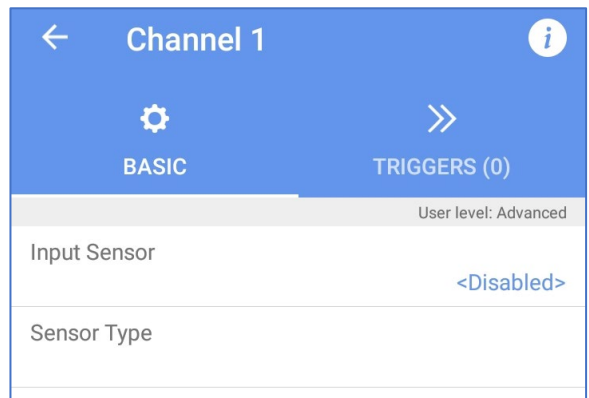 Channel 1
i
BASIC
TRIGGERS (0)
User level: Advanced
Input Sensor
<Disabled>
Sensor Type